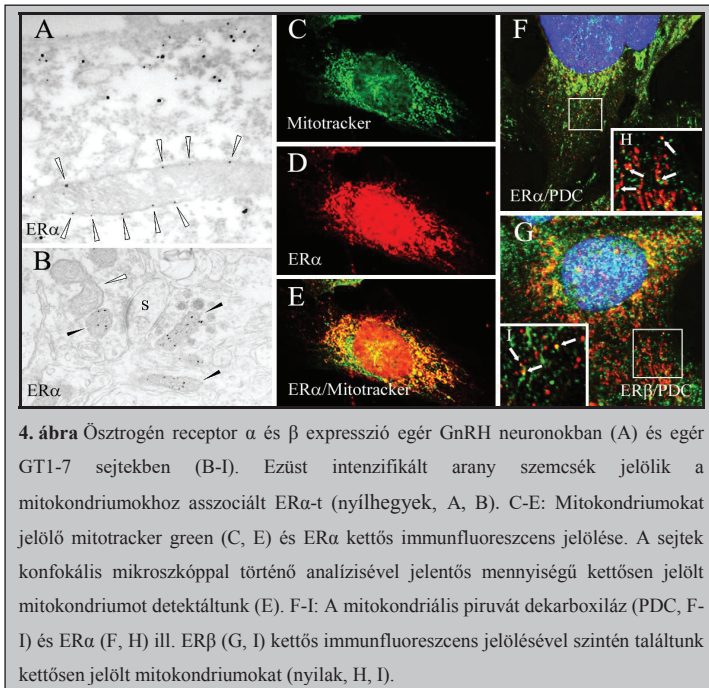 A
ERα
B
S
ERα
C
Mitotracker
D
ERα
E
ERα/Mitotracker
F
H
ERα/PDC
G
I
ERβ/PDC
4. ábra Ösztrogén receptor α és β expresszió egér GnRH neuronokban (A) és egér
GT1-7 sejtekben (B-I). Ezüst intenzifikált arany szemcsék jelölik a
mitokondriumokhoz asszociált ERα-t (nyílhegyek, A, B). C-E: Mitokondriumokat
jelölő mitotracker green (C, E) és ERα kettős immunfluoreszcens jelölése. A sejtek
konfokális mikroszkóppal történő analízisével jelentős mennyiségű kettősen jelölt
mitokondriumot detektáltunk (E). F-I: A mitokondriális piruvát dekarboxiláz (PDC, F-
I) és ERα (F, H) ill. ERβ (G, I) kettős immunfluoreszcens jelölésével szintén találtunk
kettősen jelölt mitokondriumokat (nyilak, H, I).